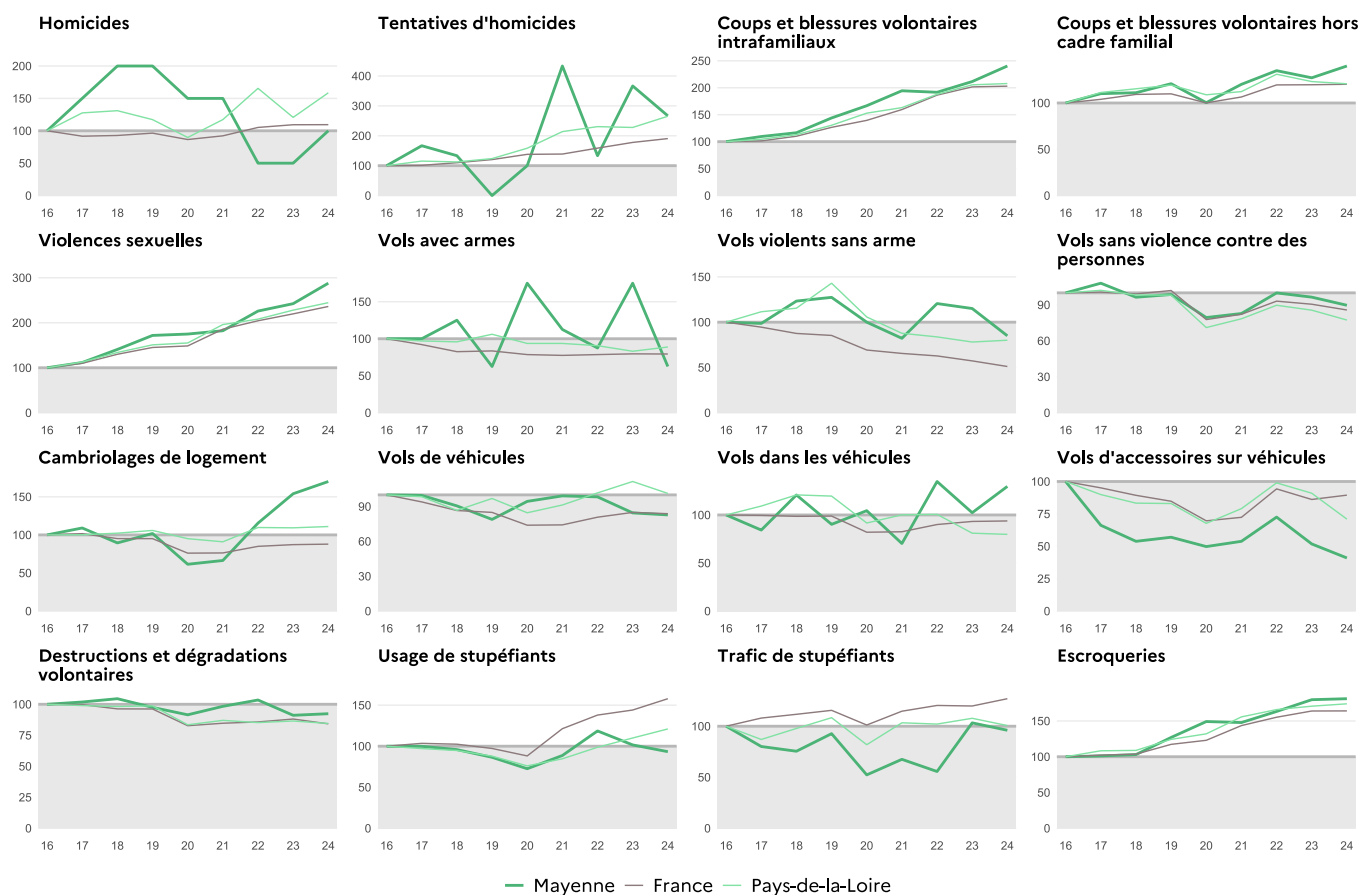 Homicides
200
150
100
50
0
16 17 18 19 20 21 22 23 24
Tentatives d'homicides
400
300
200
100
0
16 17 18 19 20 21 22 23 24
Coups et blessures volontaires
intrafamiliaux
250
200
150
100
50
0
16 17 18 19 20 21 22 23 24
Coups et blessures volontaires hors
cadre familial
100
50
0
16 17 18 19 20 21 22 23 24
Violences sexuelles
300
200
100
0
16 17 18 19 20 21 22 23 24
Vols avec armes
150
100
50
0
16 17 18 19 20 21 22 23 24
Vols violents sans arme
150
100
50
0
16 17 18 19 20 21 22 23 24
Vols sans violence contre des
personnes
90
60
30
0
16 17 18 19 20 21 22 23 24
Cambriolages de logement
150
100
50
0
16 17 18 19 20 21 22 23 24
Vols de véhicules
90
60
30
0
16 17 18 19 20 21 22 23 24
Vols dans les véhicules
100
50
0
16 17 18 19 20 21 22 23 24
Vols d'accessoires sur véhicules
100
75
50
25
0
16 17 18 19 20 21 22 23 24
Destructions et dégradations
volontaires
100
75
50
25
0
16 17 18 19 20 21 22 23 24
Usage de stupéfiants
150
100
50
0
16 17 18 19 20 21 22 23 24
Trafic de stupéfiants
100
50
0
16 17 18 19 20 21 22 23 24
Escroqueries
150
100
50
0
16 17 18 19 20 21 22 23 24
Mayenne France Pays-de-la-Loire